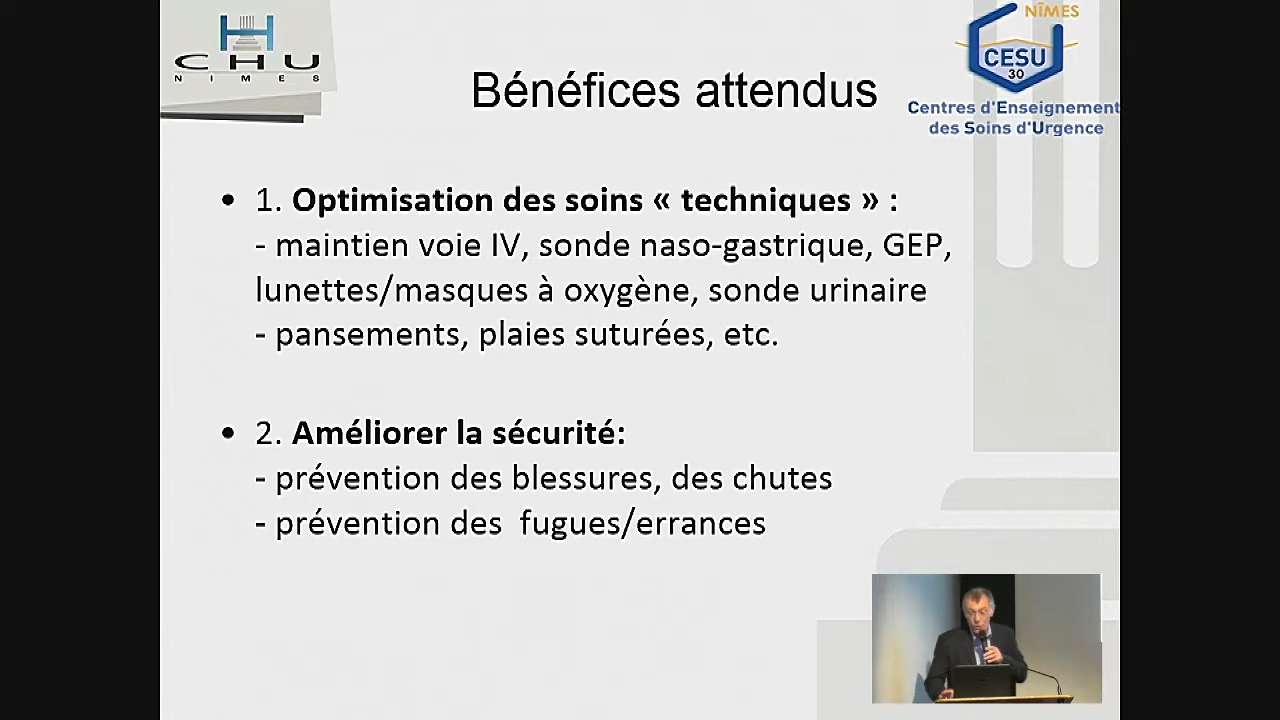 H
CHU
NIMES
NÎMES
CESU
30
Centres d'Enseignement
des Soins d'Urgence
Bénéfices attendus
• 1. Optimisation des soins « techniques » :
- maintien voie IV, sonde naso-gastrique, GEP,
lunettes/masques à oxygène, sonde urinaire
- pansements, plaies suturées, etc.
• 2. Améliorer la sécurité:
- prévention des blessures, des chutes
- prévention des fugues/errances